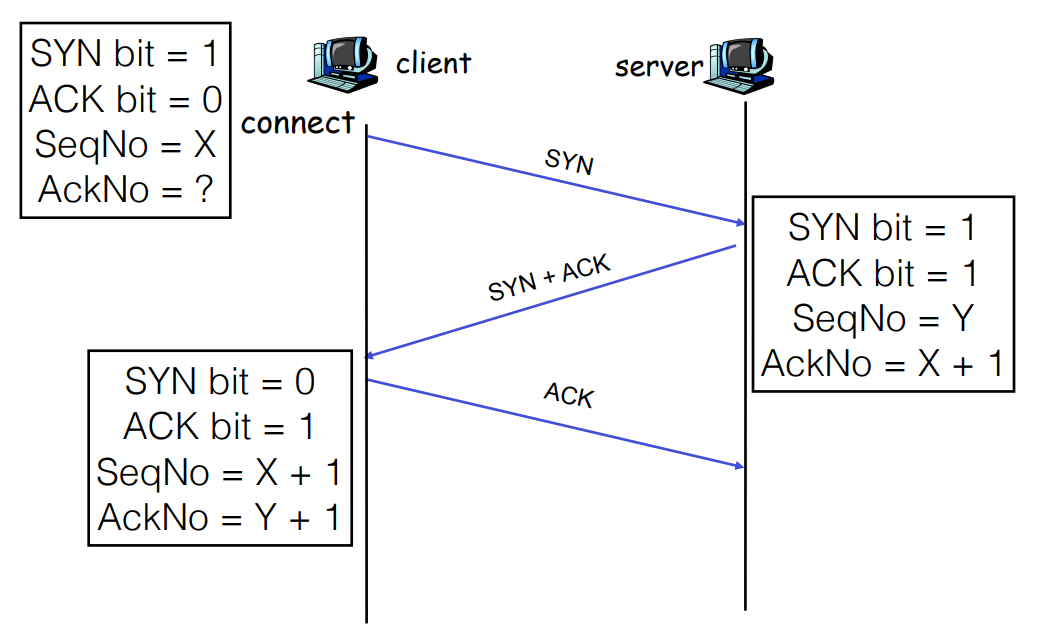 SYN bit = 1
ACK bit = 0
SeqNo = X
AckNo = ?
client
server
connect
SYN
SYN bit = 1
ACK bit = 1
SeqNo = Y
AckNo = X + 1
SYN + ACK
SYN bit = 0
ACK bit = 1
SeqNo = X + 1
AckNo = Y + 1
ACK